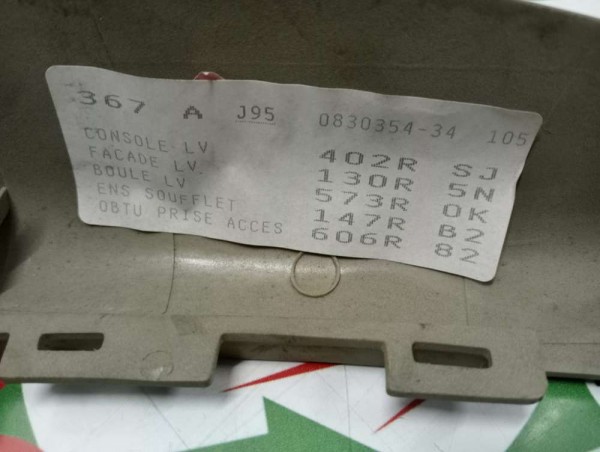 367 A J95 0830354-34 105
CONSOLE LV 402R SJ
FACADE LV 130R 5N
BOULE LV 573R 0K
ENS SOUFFLET 147R B2
OBTU PRISE ACCES 606R 82